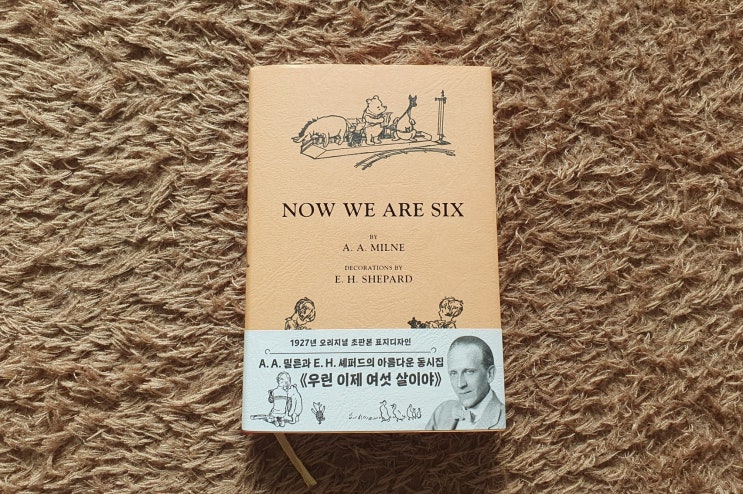 NOW WE ARE SIX
BY
A. A. MILNE
DECORATIONS BY
E. H. SHEPARD
1927년 오리지널 초판본 표지디자인
A. A. 밀른과 E. H. 셰퍼드의 아름다운 동시집
《우린 이제 여섯 살이야》